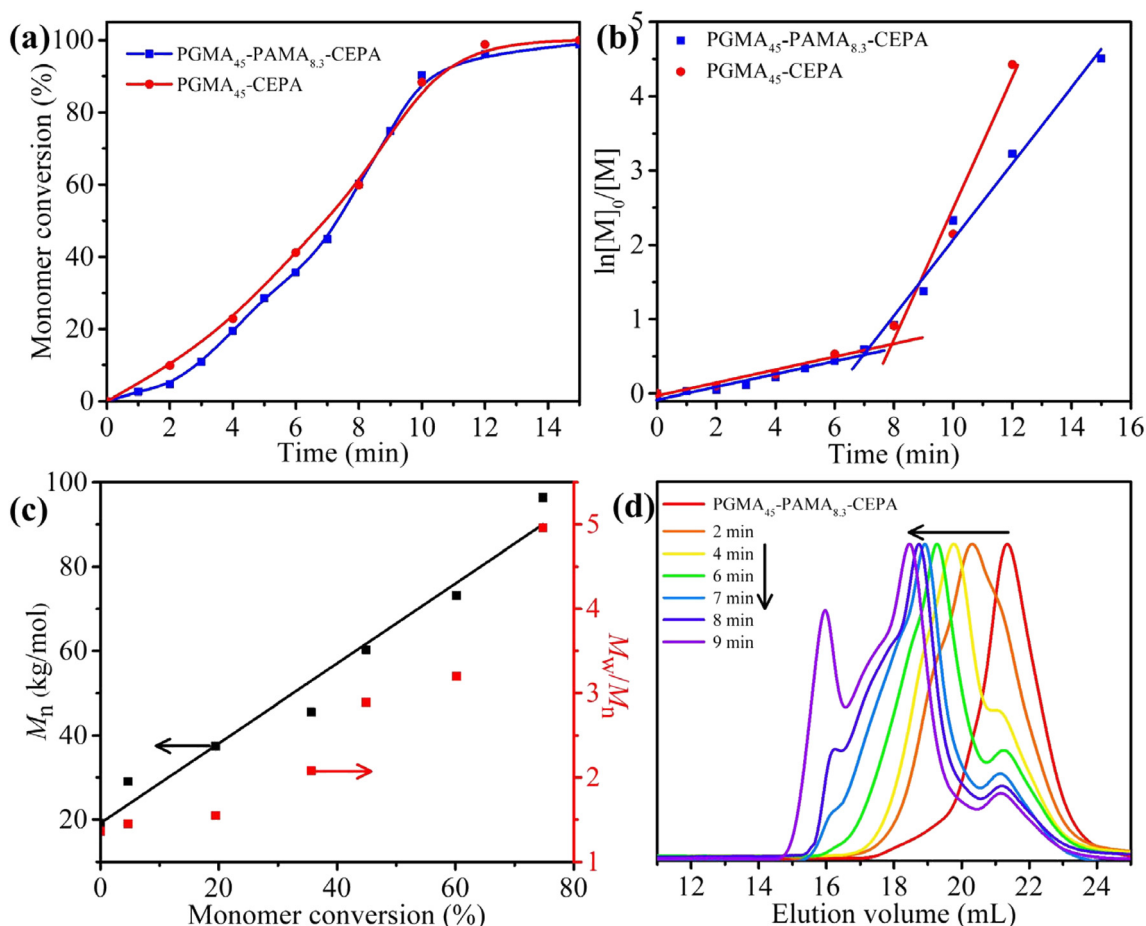 (a)
PGMA₄₅-PAMA₈.₃-CEPA
PGMA₄₅-CEPA
Monomer conversion (%)
100
80
60
40
20
0
0 2 4 6 8 10 12 14
Time (min)
(b)
PGMA₄₅-PAMA₈.₃-CEPA
PGMA₄₅-CEPA
ln[M]₀/[M]
5
4
3
2
1
0
0 2 4 6 8 10 12 14 16
Time (min)
(c)
Mₙ (kg/mol)
100
80
60
40
20
5
4
3
2
1
M_w/Mₙ
0 20 40 60 80
Monomer conversion (%)
(d)
PGMA₄₅-PAMA₈.₃-CEPA
2 min
4 min
6 min
7 min
8 min
9 min
12 14 16 18 20 22 24
Elution volume (mL)